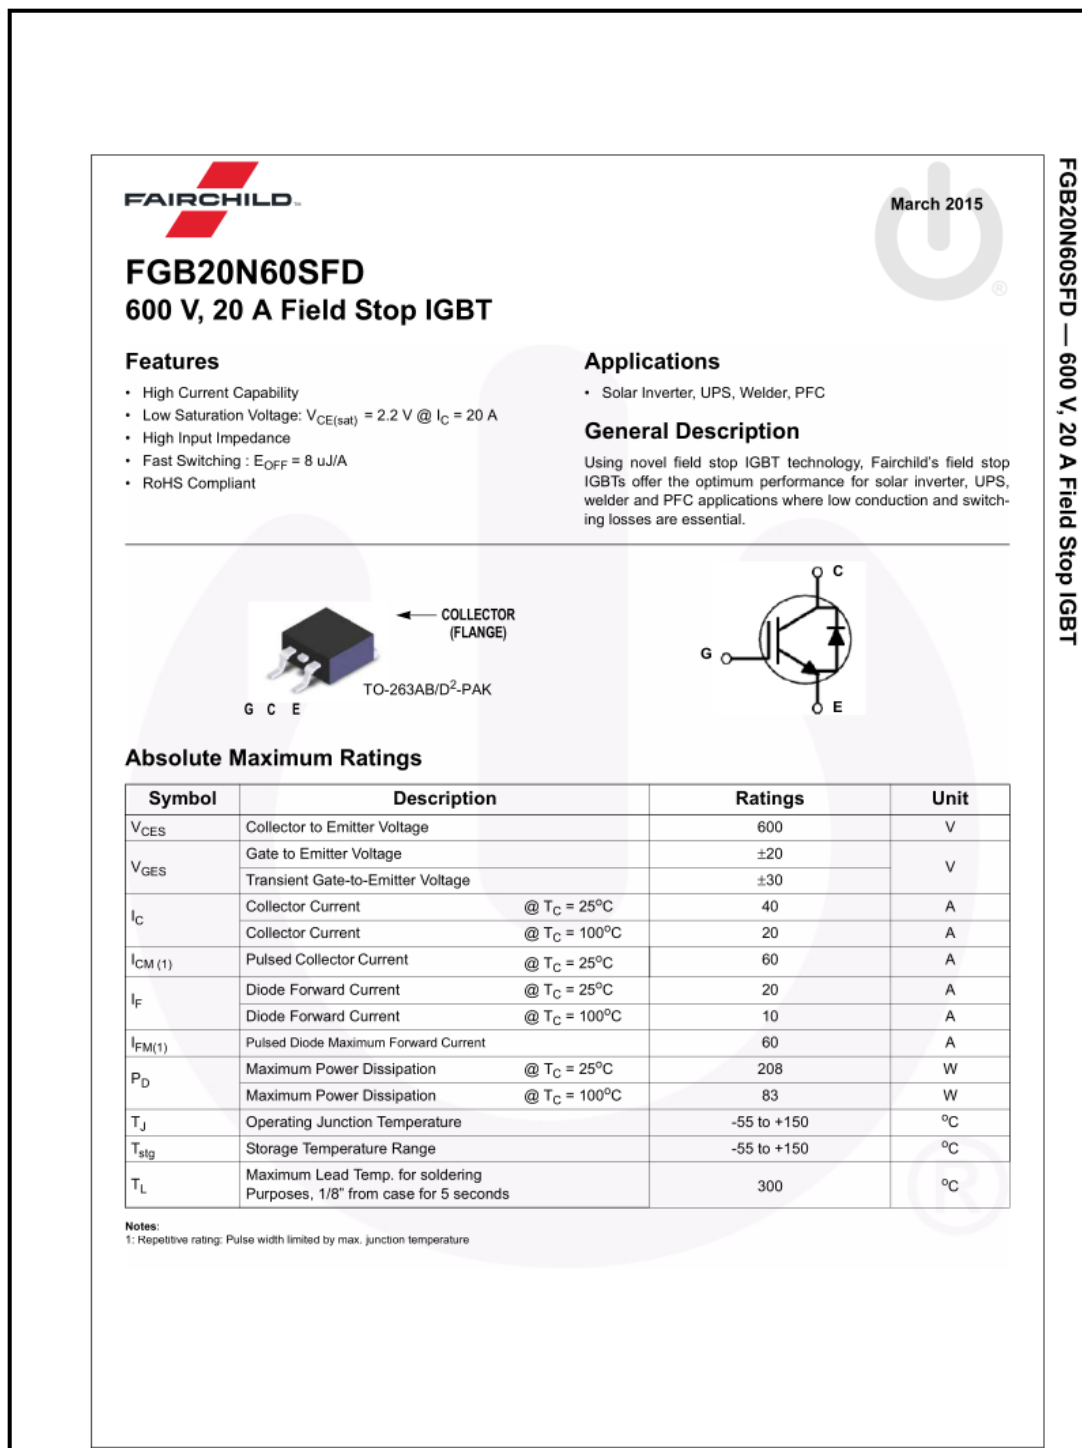 FAIRCHILD
March 2015
FGB20N60SFD
600 V, 20 A Field Stop IGBT
Features
• High Current Capability
• Low Saturation Voltage: VCE(sat) = 2.2 V @ IC = 20 A
• High Input Impedance
• Fast Switching : EOFF = 8 uJ/A
• RoHS Compliant
Applications
• Solar Inverter, UPS, Welder, PFC
General Description
Using novel field stop IGBT technology, Fairchild's field stop
IGBTs offer the optimum performance for solar inverter, UPS,
welder and PFC applications where low conduction and switch-
ing losses are essential.
COLLECTOR
(FLANGE)
TO-263AB/D2-PAK
G C E
C
G
E
Absolute Maximum Ratings
Symbol Description Ratings Unit
VCES Collector to Emitter Voltage 600 V
VGES Gate to Emitter Voltage ±20 V
Transient Gate-to-Emitter Voltage ±30
IC Collector Current @ TC = 25oC 40 A
Collector Current @ TC = 100oC 20 A
ICM (1) Pulsed Collector Current @ TC = 25oC 60 A
IF Diode Forward Current @ TC = 25oC 20 A
Diode Forward Current @ TC = 100oC 10 A
IFM(1) Pulsed Diode Maximum Forward Current 60 A
PD Maximum Power Dissipation @ TC = 25oC 208 W
Maximum Power Dissipation @ TC = 100oC 83 W
TJ Operating Junction Temperature -55 to +150 oC
Tstg Storage Temperature Range -55 to +150 oC
TL Maximum Lead Temp. for soldering
Purposes, 1/8" from case for 5 seconds 300 oC
Notes:
1: Repetitive rating: Pulse width limited by max. junction temperature
FGB20N60SFD — 600 V, 20 A Field Stop IGBT
®
®